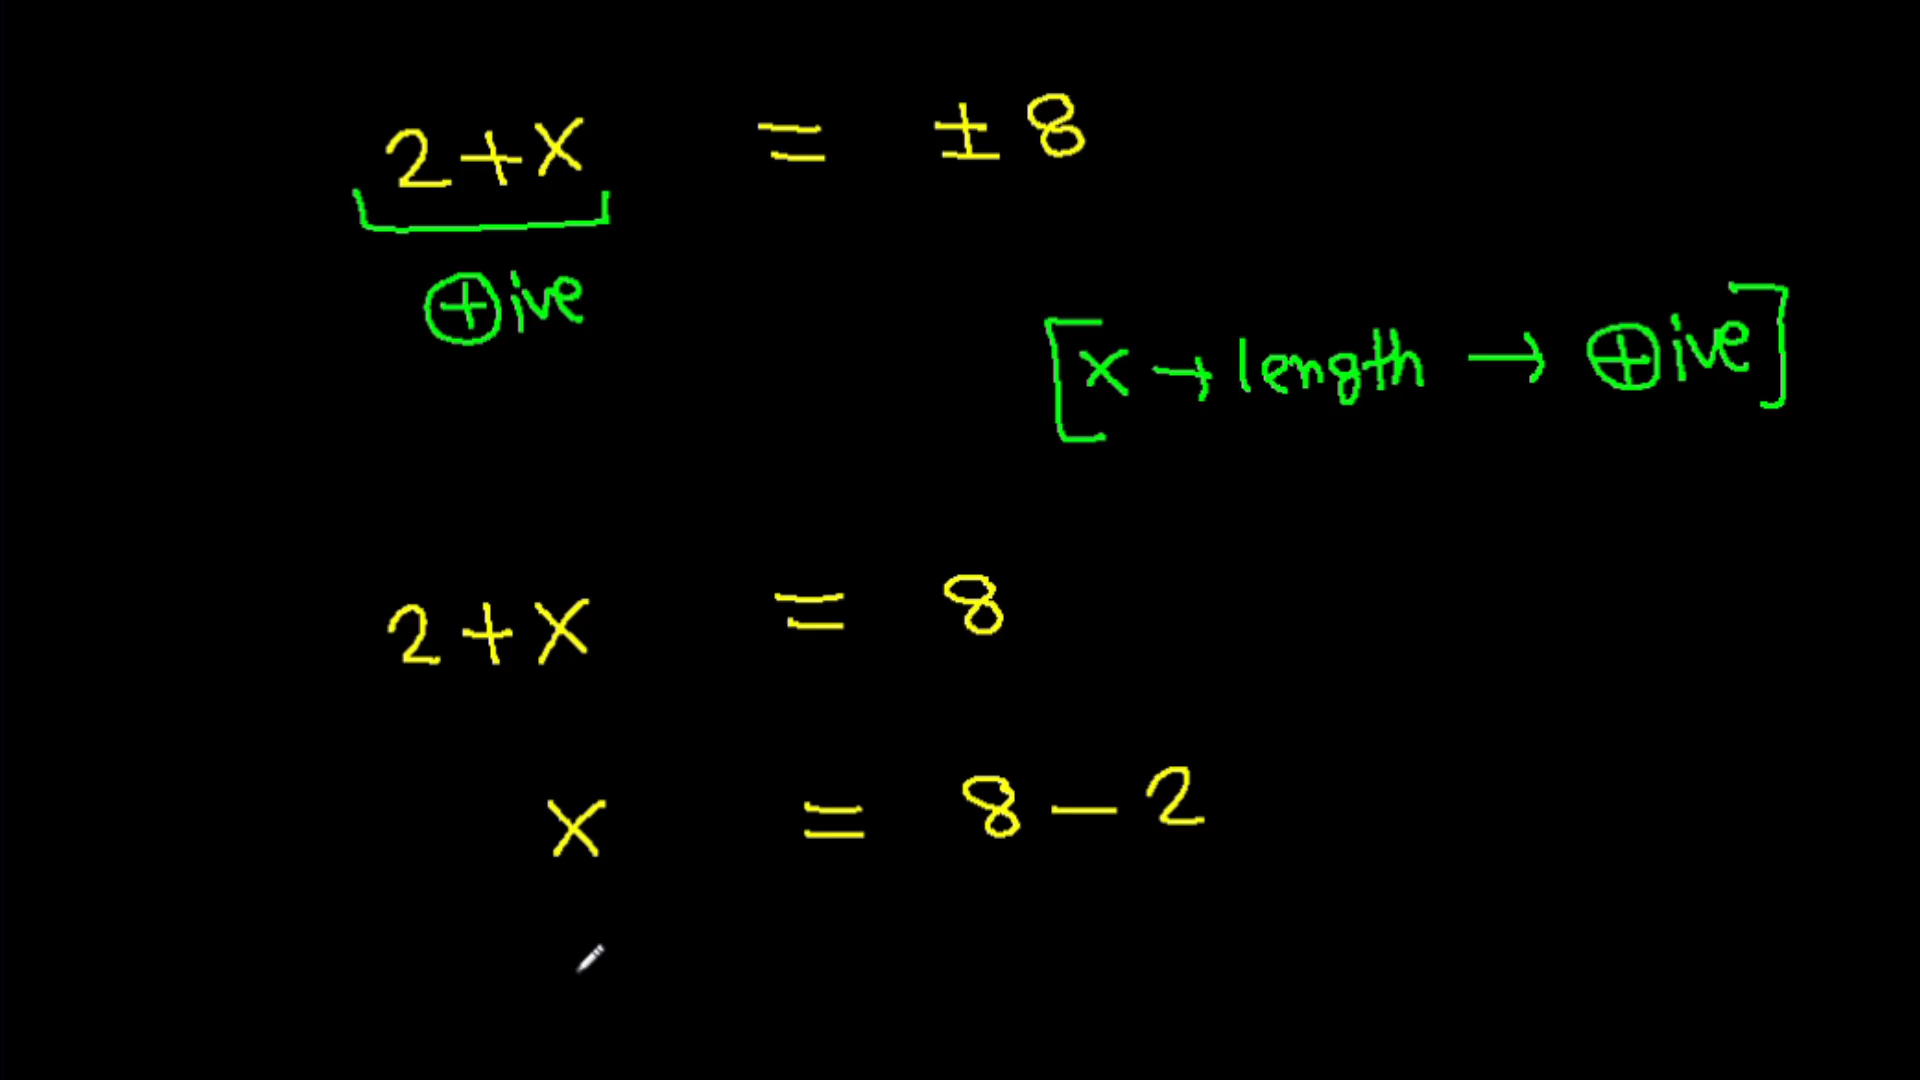 2+x = ±8
⊕ive
[x → length → ⊕ive]
2+x = 8
x = 8-2